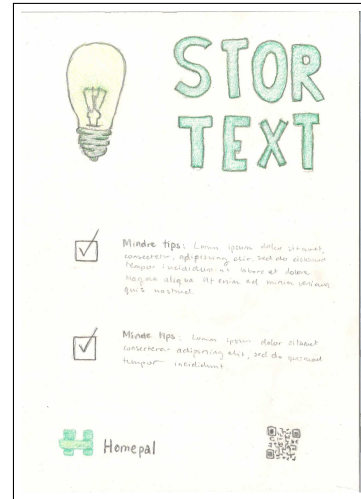 STOR
TEXT
Mindre tips: Lorem ipsum dolor sit amet,
consectetur, adipiscing elit, sed do eiusmod
tempor incididunt ut labore et dolore
magna aliqua. Ut enim ad minim veniam
quis nostrud.
Mindre tips: Lorem ipsum dolor sit amet
consectetur adipiscing elit, sed do eiusmod
tempor incididunt
Homepal